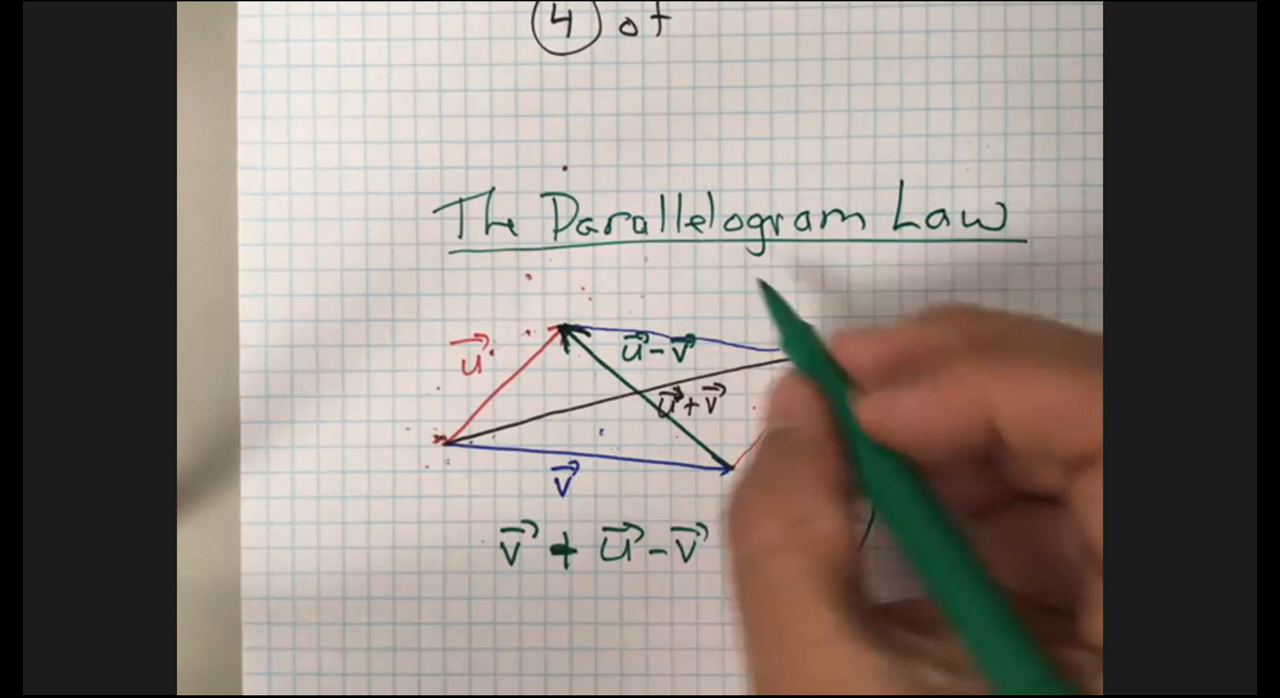 ④ of
The Parallelogram Law
u⃗ u⃗ - v⃗
u⃗ + v⃗
v⃗
v⃗ + u⃗ - v⃗